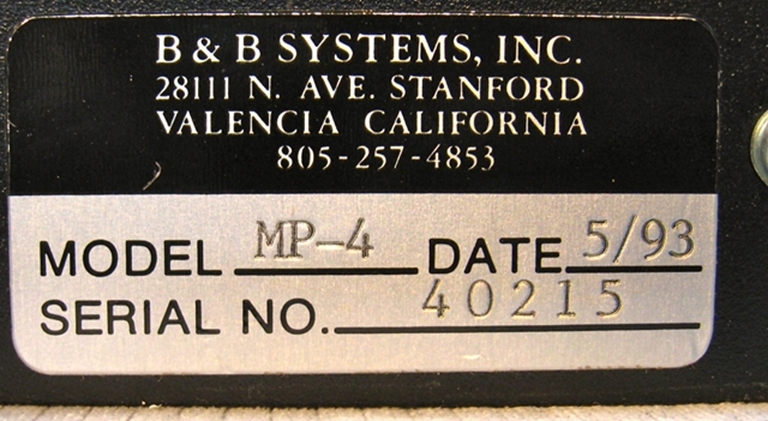 B & B SYSTEMS, INC.
28111 N. AVE. STANFORD
VALENCIA CALIFORNIA
805-257-4853
MODEL MP-4 DATE 5/93
SERIAL NO. 40215